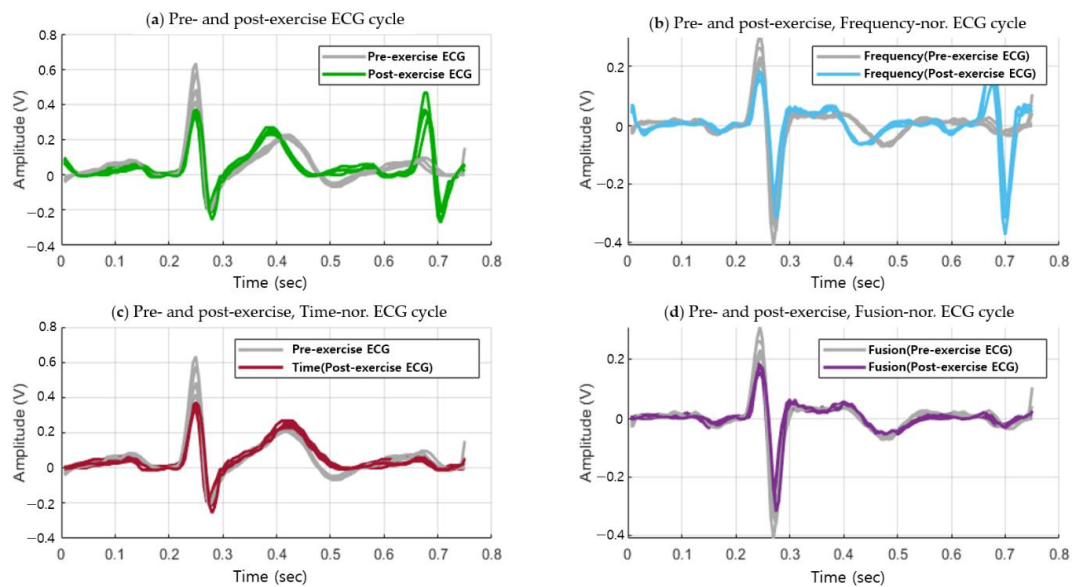 (a) Pre- and post-exercise ECG cycle
0.8
0.6
0.4
0.2
0
−0.2
−0.4
Amplitude (V)
Pre-exercise ECG
Post-exercise ECG
0 0.1 0.2 0.3 0.4 0.5 0.6 0.7 0.8
Time (sec)
(b) Pre- and post-exercise, Frequency-nor. ECG cycle
0.2
0
−0.2
−0.4
Amplitude (V)
Frequency(Pre-exercise ECG)
Frequency(Post-exercise ECG)
0 0.1 0.2 0.3 0.4 0.5 0.6 0.7 0.8
Time (sec)
(c) Pre- and post-exercise, Time-nor. ECG cycle
0.8
0.6
0.4
0.2
0
−0.2
−0.4
Amplitude (V)
Pre-exercise ECG
Time(Post-exercise ECG)
0 0.1 0.2 0.3 0.4 0.5 0.6 0.7 0.8
Time (sec)
(d) Pre- and post-exercise, Fusion-nor. ECG cycle
0.2
0
−0.2
−0.4
Amplitude (V)
Fusion(Pre-exercise ECG)
Fusion(Post-exercise ECG)
0 0.1 0.2 0.3 0.4 0.5 0.6 0.7 0.8
Time (sec)